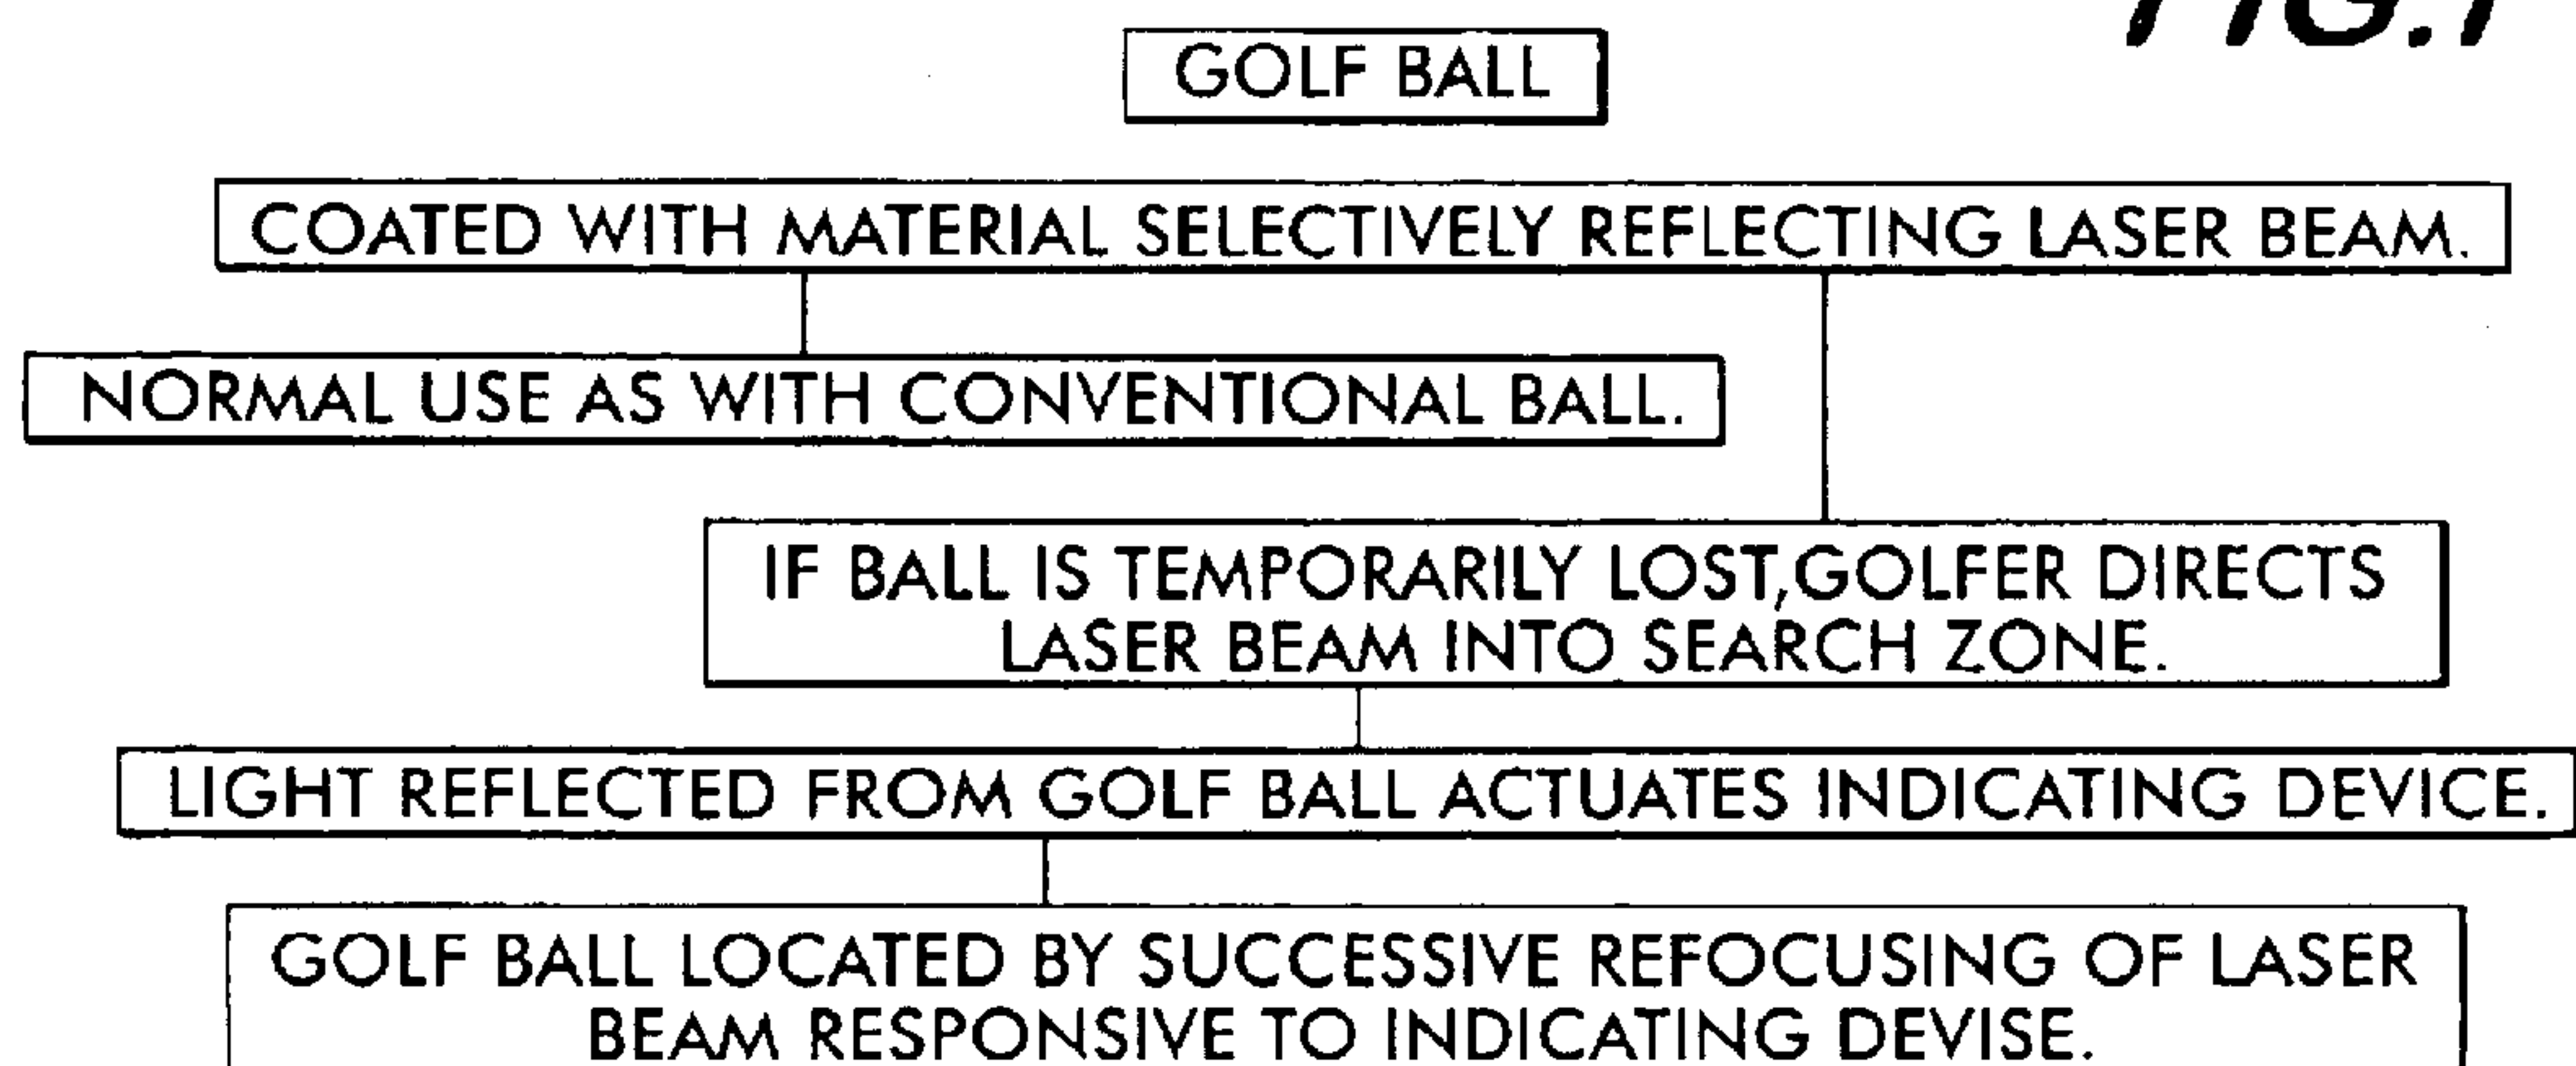 FIG.1
GOLF BALL
COATED WITH MATERIAL SELECTIVELY REFLECTING LASER BEAM.
NORMAL USE AS WITH CONVENTIONAL BALL.
IF BALL IS TEMPORARILY LOST,GOLFER DIRECTS
LASER BEAM INTO SEARCH ZONE.
LIGHT REFLECTED FROM GOLF BALL ACTUATES INDICATING DEVICE.
GOLF BALL LOCATED BY SUCCESSIVE REFOCUSING OF LASER
BEAM RESPONSIVE TO INDICATING DEVISE.